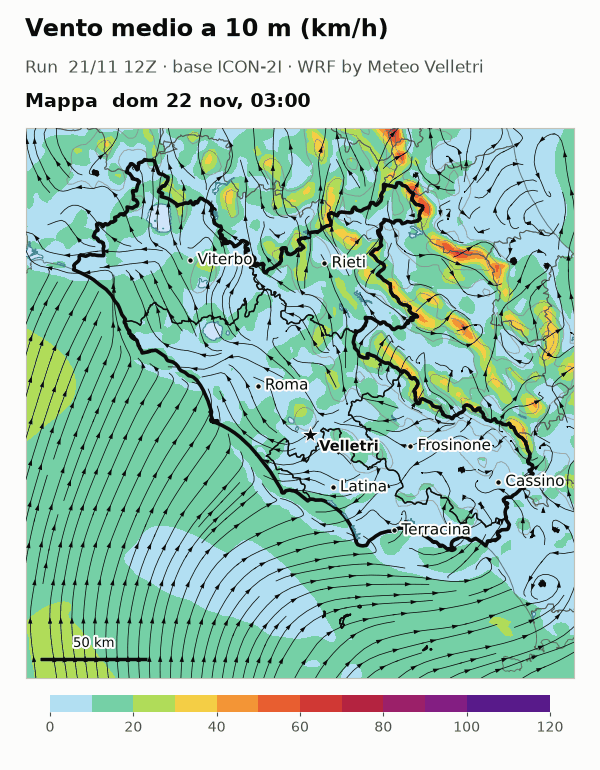 Vento medio a 10 m (km/h)
Run 21/11 12Z · base ICON-2I · WRF by Meteo Velletri
Mappa dom 22 nov, 03:00
Viterbo
Rieti
Roma
Velletri
Frosinone
Latina
Cassino
Terracina
50 km
0 20 40 60 80 100 120